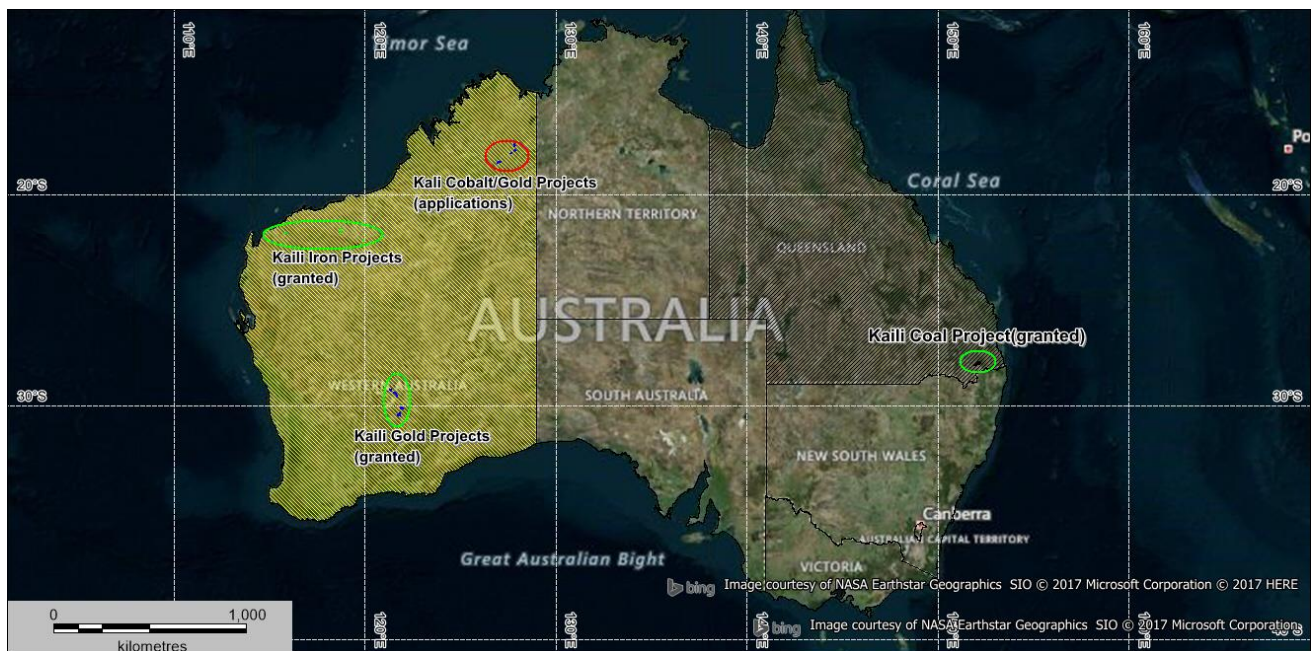 110°E
120°E
130°E
140°E
150°E
160°E
mor Sea
Po
Kali Cobalt/Gold Projects
(applications)
20°S
Coral Sea
20°S
NORTHERN TERRITORY
QUEENSLAND
Kaili Iron Projects
(granted)
AUSTRALIA
Kaili Coal Project(granted)
WESTERN AUSTRALIA
SOUTH AUSTRALIA
30°S
30°S
Kaili Gold Projects
(granted)
NEW SOUTH WALES
Canberra
AUSTRALIAN CAPITAL TERRITORY
Great Australian Bight
VICTORIA
bing Image courtesy of NASA Earthstar Geographics SIO © 2017 Microsoft Corporation © 2017 HERE
0 1,000
kilometres
120°E
130°E
140°E
150°E
160°E
bing Image courtesy of NASA Earthstar Geographics SIO © 2017 Microsoft Corporation
40°S